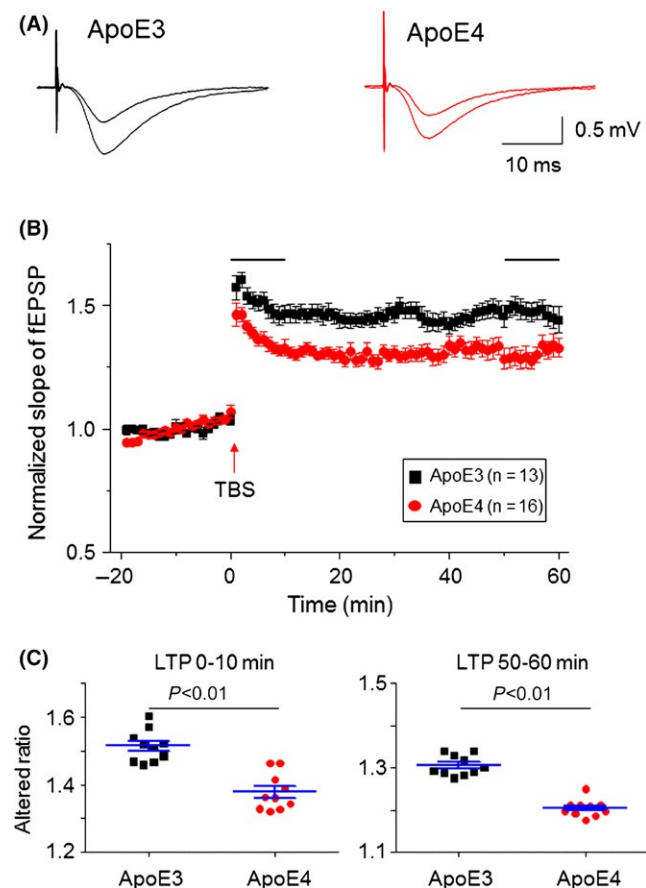 (A)
ApoE3
ApoE4
0.5 mV
10 ms
(B)
Normalized slope of fEPSP
1.5
1.0
0.5
TBS
ApoE3 (n = 13)
ApoE4 (n = 16)
–20
0
20
40
60
Time (min)
(C)
LTP 0-10 min
LTP 50-60 min
Altered ratio
P<0.01
1.6
1.4
1.2
ApoE3
ApoE4
P<0.01
1.5
1.3
1.1
ApoE3
ApoE4